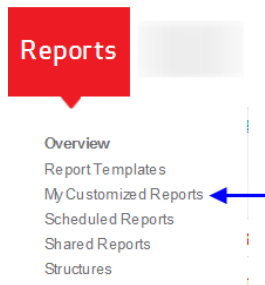 Reports
Overview
Report Templates
My Customized Reports
Scheduled Reports
Shared Reports
Structures